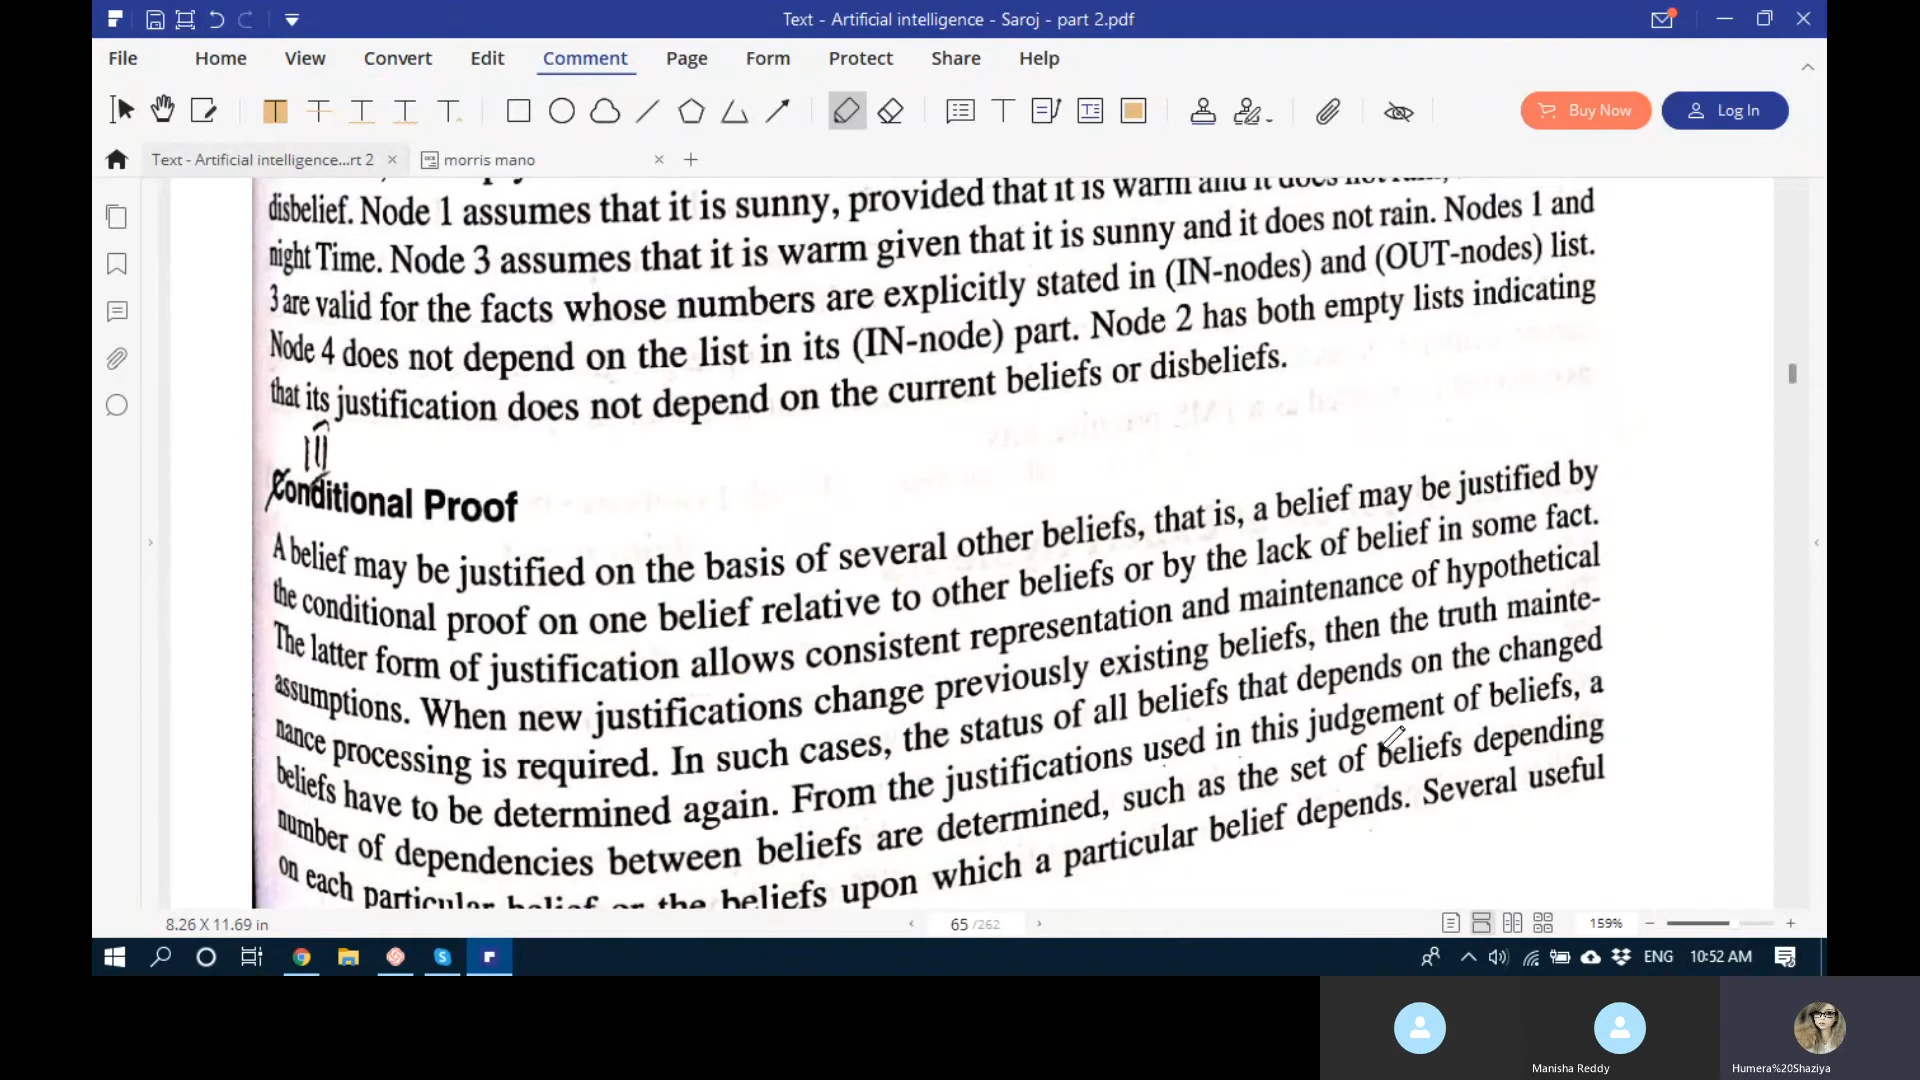 Text - Artificial intelligence - Saroj - part 2.pdf
File Home View Convert Edit Comment Page Form Protect Share Help
Buy Now
Log In
Text - Artificial intelligence...rt 2
morris mano
disbelief. Node 1 assumes that it is sunny, provided that it is warm and it does not rain,
night Time. Node 3 assumes that it is warm given that it is sunny and it does not rain. Nodes 1 and
3 are valid for the facts whose numbers are explicitly stated in (IN-nodes) and (OUT-nodes) list.
Node 4 does not depend on the list in its (IN-node) part. Node 2 has both empty lists indicating
that its justification does not depend on the current beliefs or disbeliefs.
Conditional Proof
A belief may be justified on the basis of several other beliefs, that is, a belief may be justified by
the conditional proof on one belief relative to other beliefs or by the lack of belief in some fact.
The latter form of justification allows consistent representation and maintenance of hypothetical
assumptions. When new justifications change previously existing beliefs, then the truth mainte-
nance processing is required. In such cases, the status of all beliefs that depends on the changed
beliefs have to be determined again. From the justifications used in this judgement of beliefs, a
number of dependencies between beliefs are determined, such as the set of beliefs depending
on each particular belief or the beliefs upon which a particular belief depends. Several useful
8.26 X 11.69 in
65 /262
159%
ENG
10:52 AM
Manisha Reddy
Humera%20Shaziya